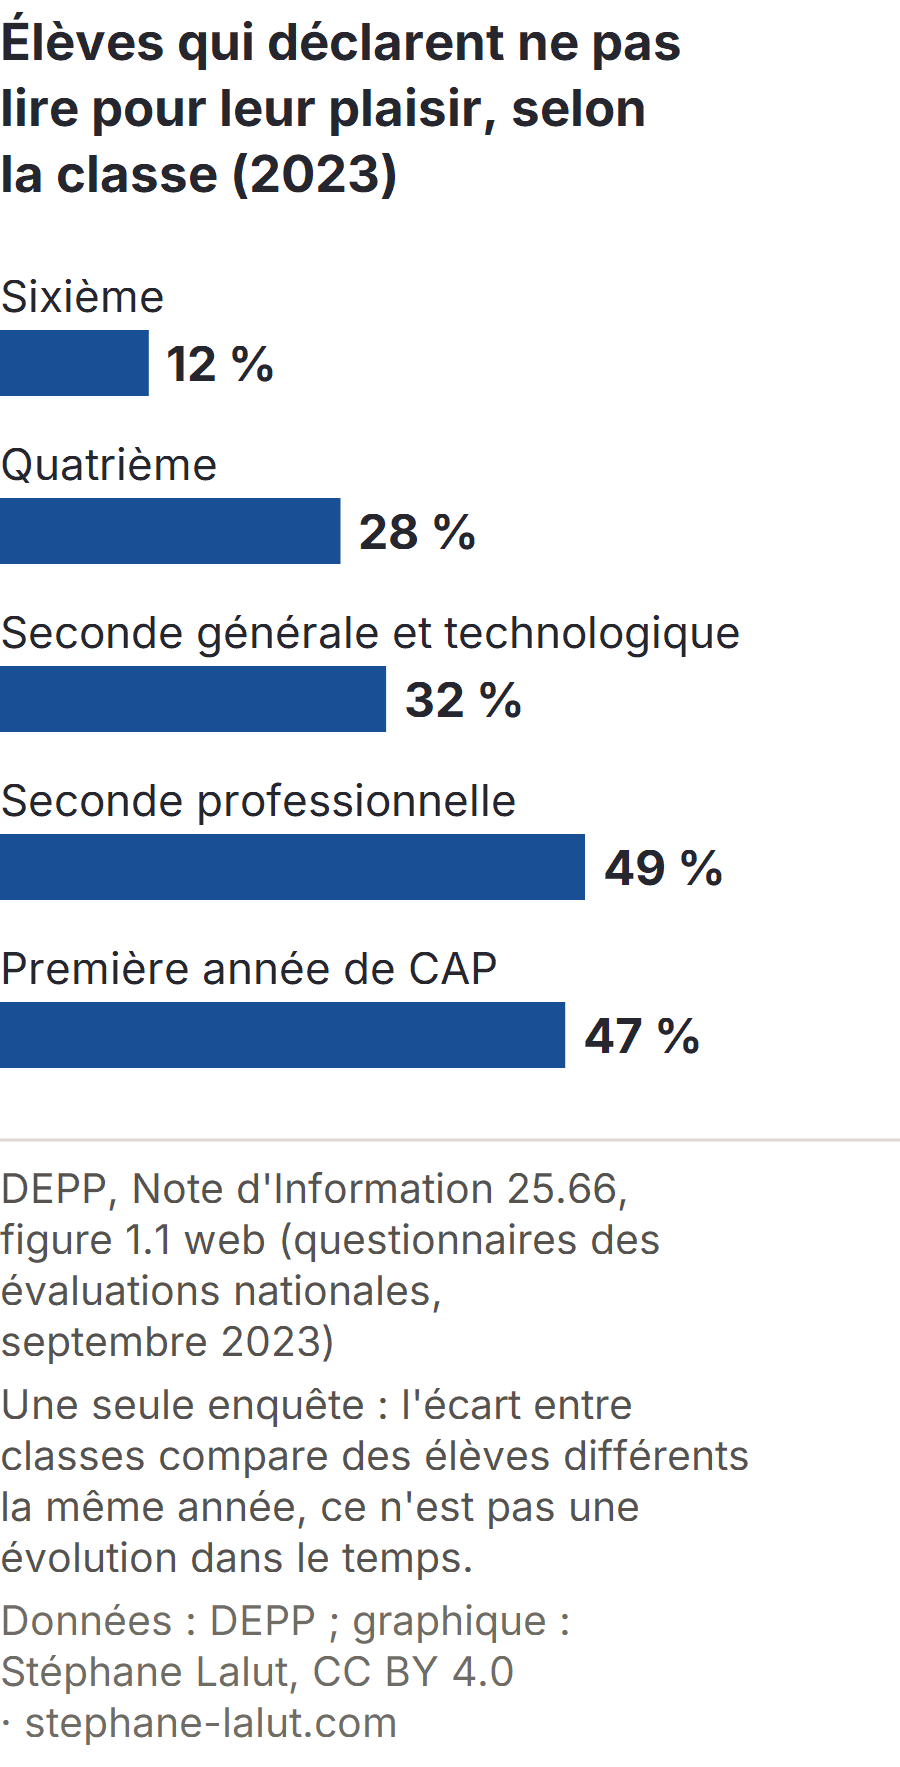 Élèves qui déclarent ne pas
lire pour leur plaisir, selon
la classe (2023)
Sixième
12 %
Quatrième
28 %
Seconde générale et technologique
32 %
Seconde professionnelle
49 %
Première année de CAP
47 %
DEPP, Note d'Information 25.66,
figure 1.1 web (questionnaires des
évaluations nationales,
septembre 2023)
Une seule enquête : l'écart entre
classes compare des élèves différents
la même année, ce n'est pas une
évolution dans le temps.
Données : DEPP ; graphique :
Stéphane Lalut, CC BY 4.0
· stephane-lalut.com